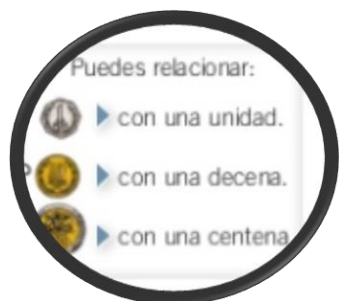 Puedes relacionar:
con una unidad.
con una decena.
con una centena